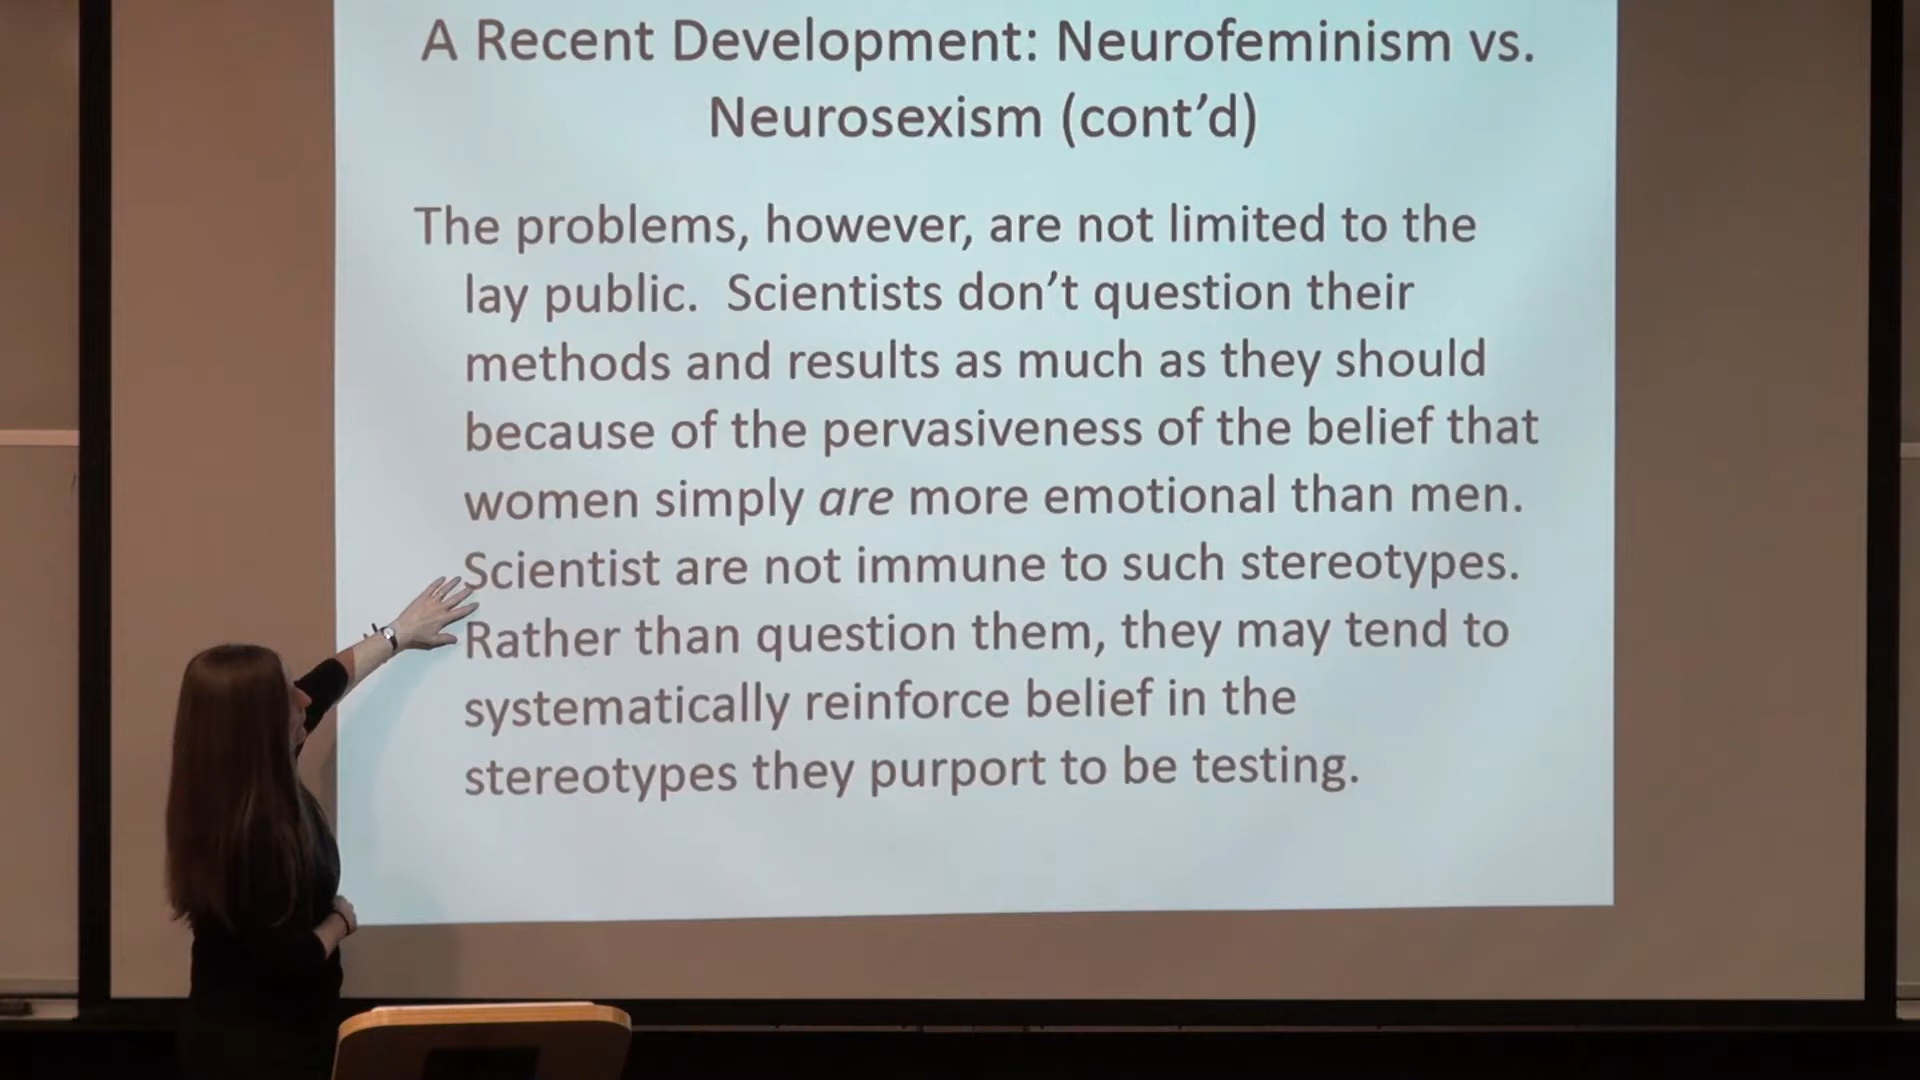 A Recent Development: Neurofeminism vs.
Neurosexism (cont’d)
The problems, however, are not limited to the
lay public.  Scientists don’t question their
methods and results as much as they should
because of the pervasiveness of the belief that
women simply are more emotional than men.
Scientist are not immune to such stereotypes.
Rather than question them, they may tend to
systematically reinforce belief in the
stereotypes they purport to be testing.